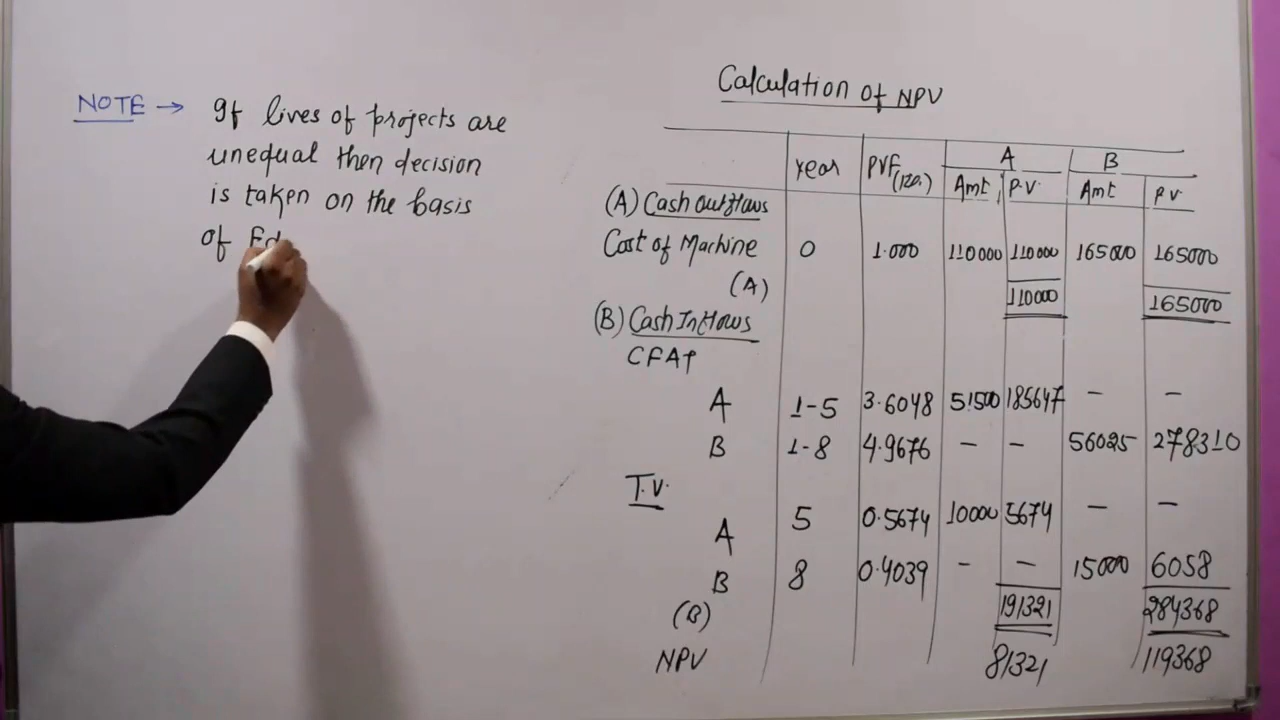 NOTE → If lives of projects are
unequal then decision
is taken on the basis
of Eq
Calculation of NPV
Year PVF(12%) A B
Amt P.V. Amt P.V
(A) Cash Outflows
Cost of Machine 0 1.000 110000 110000 165000 165000
(A) 110000 165000
(B) Cash Inflows
CFAT
A 1-5 3.6048 51500 185647 - -
B 1-8 4.9676 - - 56025 278310
T.V.
A 5 0.5674 10000 5674 - -
B 8 0.4039 - - 15000 6058
(B) 191321 284368
NPV 81321 119368